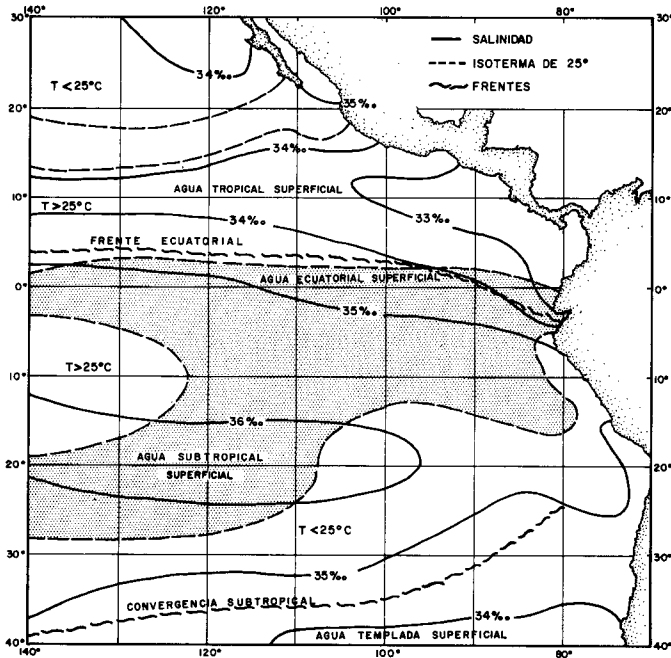 140° 120° 100° 80°
30° 30°
SALINIDAD
ISOTERMA DE 25°
FRENTES
34‰
T < 25°C
35‰
20° 20°
34‰
AGUA TROPICAL SUPERFICIAL
10° 10°
T > 25°C
34‰
33‰
FRENTE ECUATORIAL
AGUA ECUATORIAL SUPERFICIAL
0° 0°
35‰
T > 25°C
10° 10°
36‰
AGUA SUBTROPICAL
SUPERFICIAL
20° 20°
T < 25°C
30° 30°
35‰
CONVERGENCIA SUBTROPICAL
34‰
AGUA TEMPLADA SUPERFICIAL
40° 40°
140° 120° 100° 80°